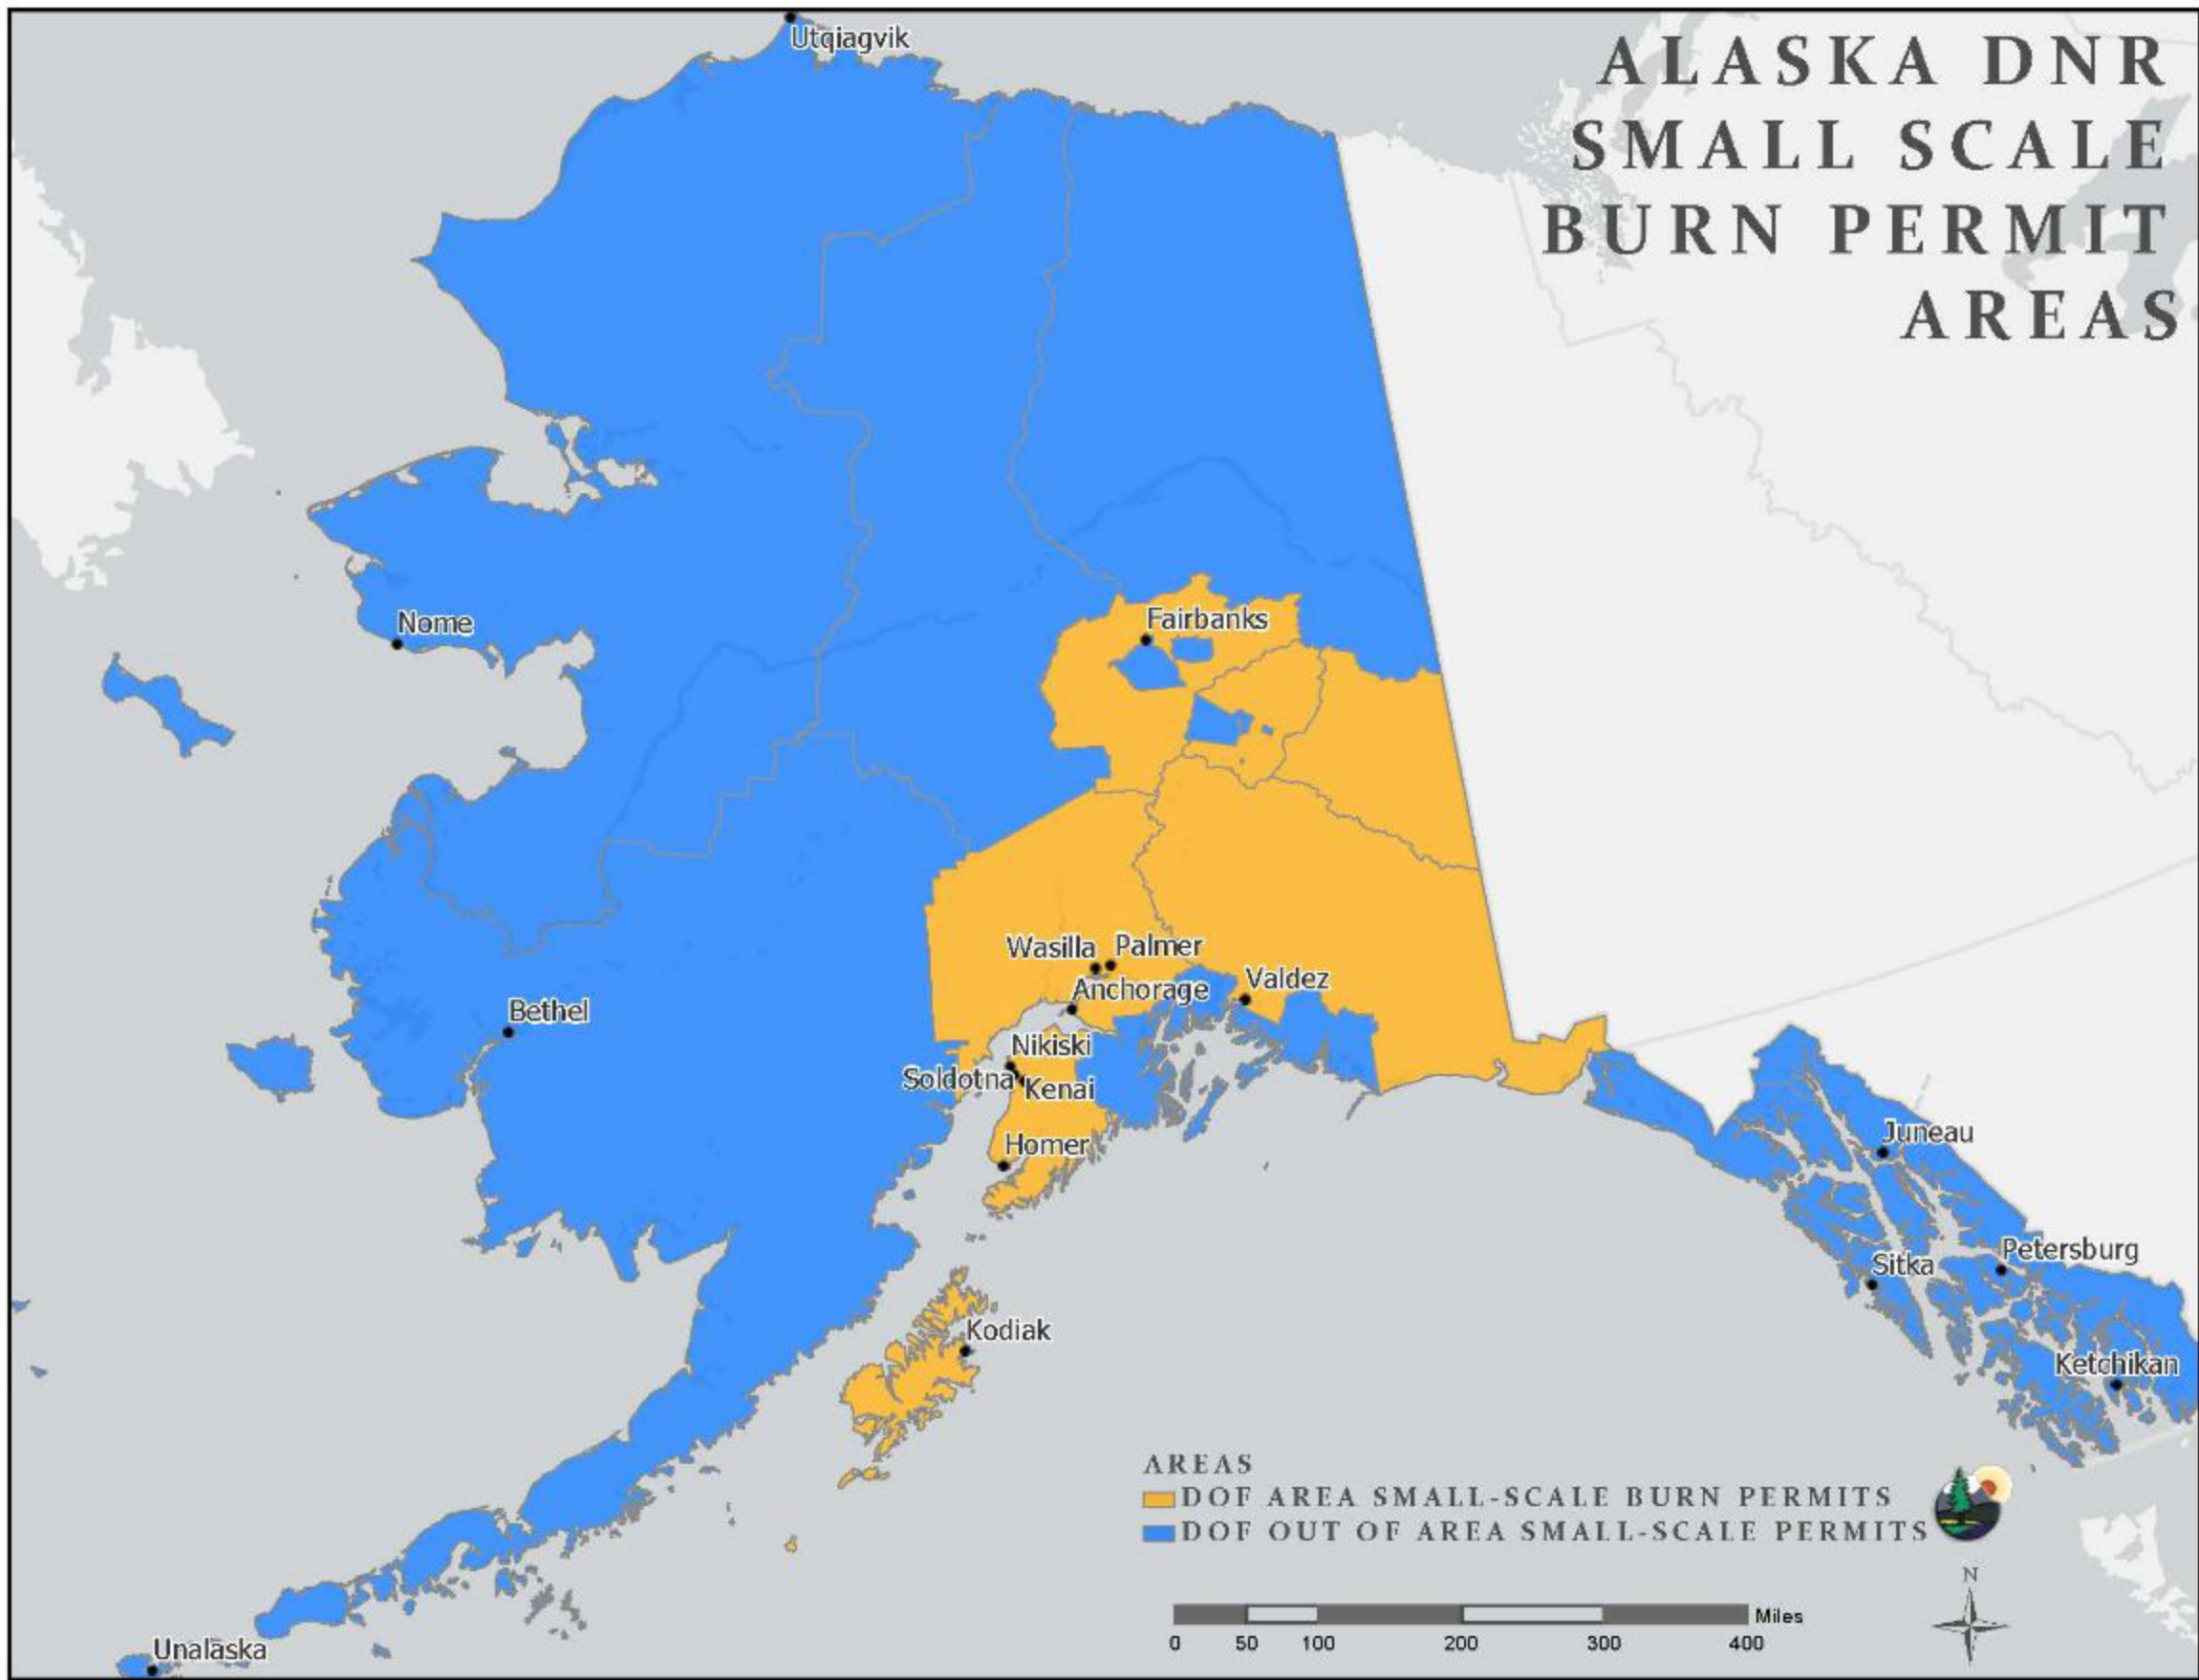 ALASKA DNR
SMALL SCALE
BURN PERMIT
AREAS
Utqiagvik
Fairbanks
Nome
Wasilla
Palmer
Valdez
Anchorage
Bethel
Nikiski
Soldotna
Kenai
Homer
Juneau
Petersburg
Sitka
Kodiak
Ketchikan
AREAS
DOF AREA SMALL-SCALE BURN PERMITS
DOF OUT OF AREA SMALL-SCALE PERMITS
N
Miles
0 50 100 200 300 400
Unalaska